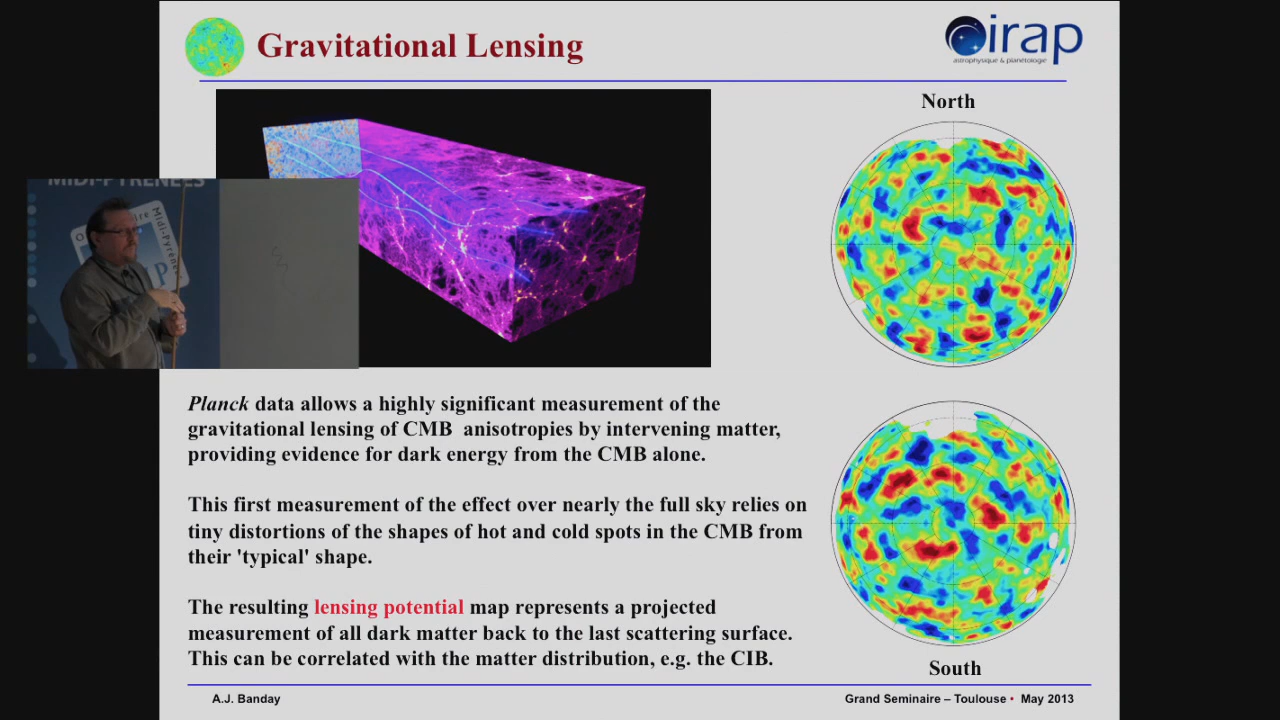 Gravitational Lensing
irap
astrophysique & planétologie
North
MIDI-PYRENEES
Planck data allows a highly significant measurement of the
gravitational lensing of CMB anisotropies by intervening matter,
providing evidence for dark energy from the CMB alone.
This first measurement of the effect over nearly the full sky relies on
tiny distortions of the shapes of hot and cold spots in the CMB from
their 'typical' shape.
The resulting lensing potential map represents a projected
measurement of all dark matter back to the last scattering surface.
This can be correlated with the matter distribution, e.g. the CIB.
South
A.J. Banday
Grand Seminaire – Toulouse • May 2013